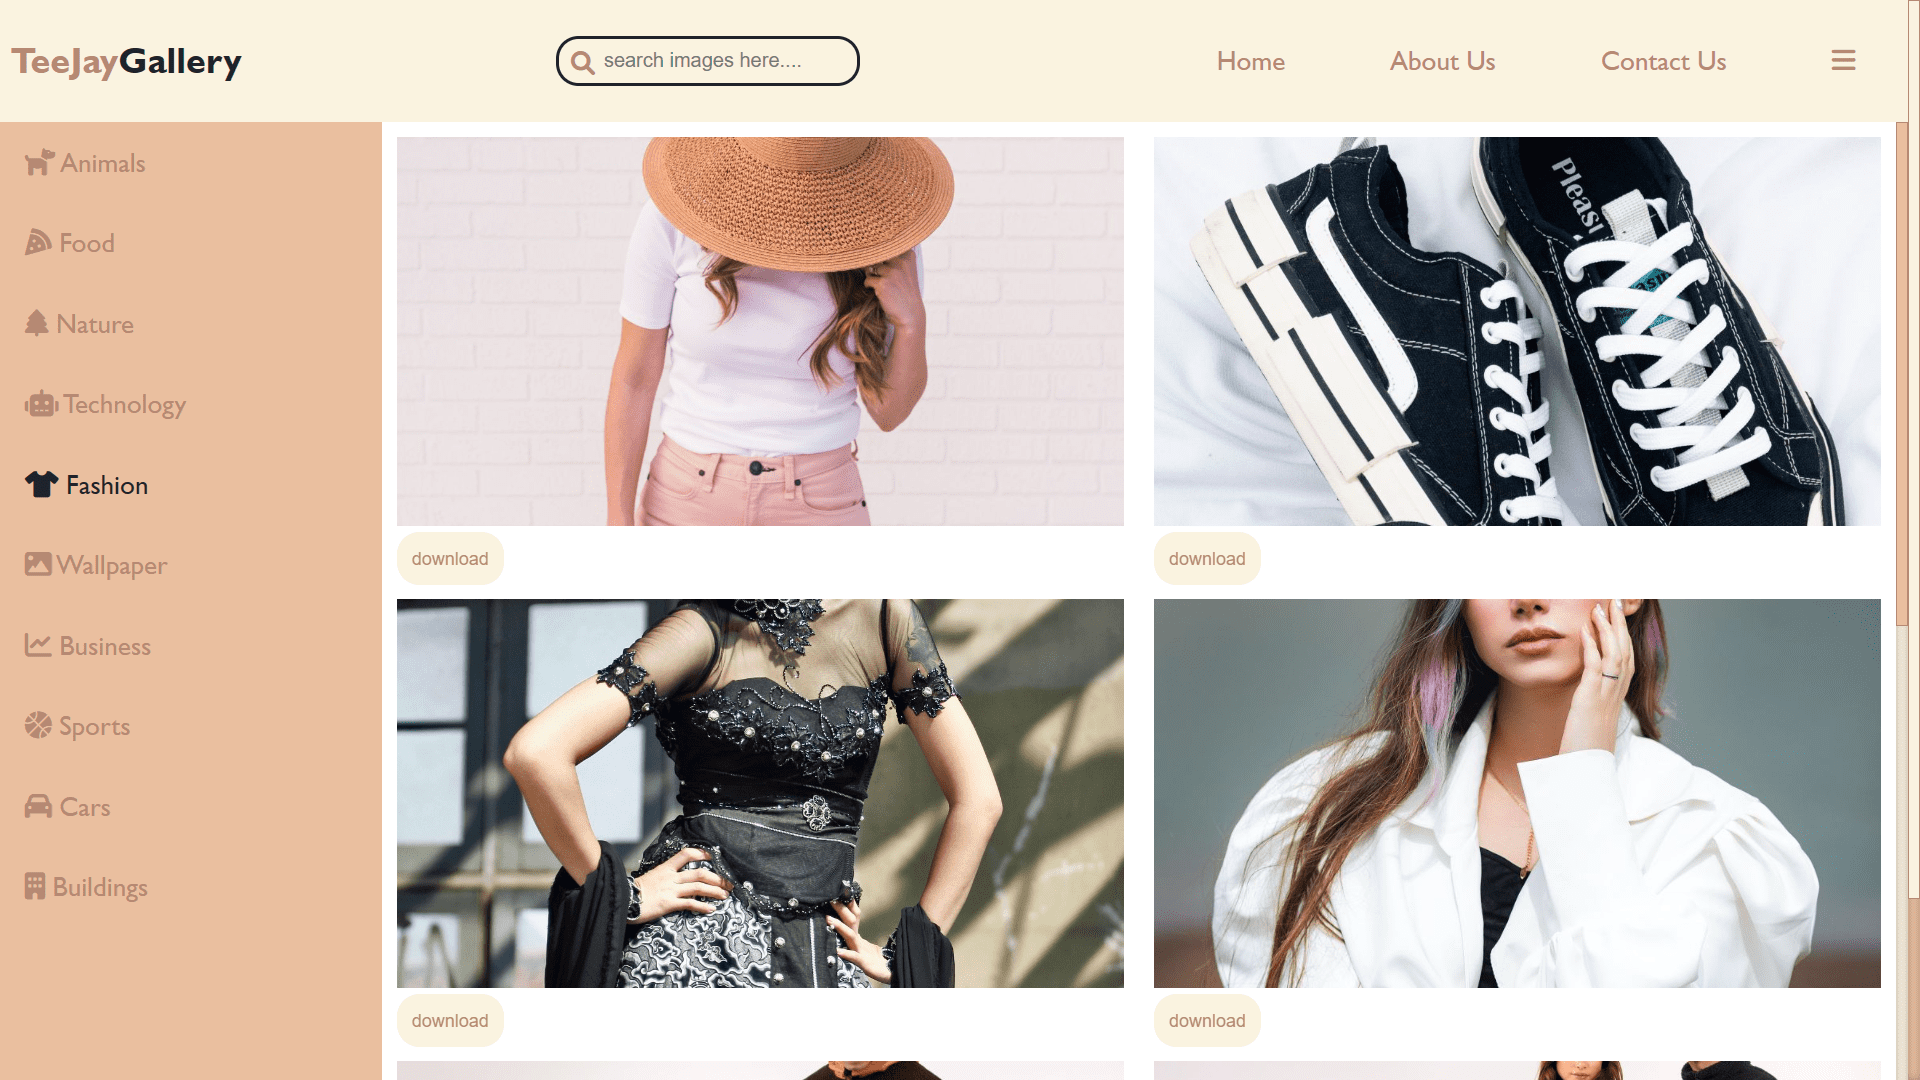 TeeJayGallery
search images here....
Home
About Us
Contact Us
Animals
Food
Nature
Technology
Fashion
Wallpaper
Business
Sports
Cars
Buildings
Pleas
download
download
download
download